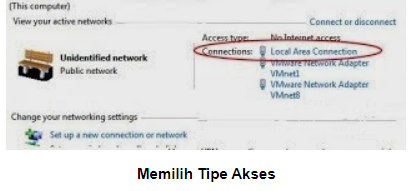 (This computer)
View your active networks
Connect or disconnect
Access type: No Internet access
Unidentified network
Public network
Connections: Local Area Connection
VMware Network Adapter
VMnet1
VMware Network Adapter
VMnet8
Change your networking settings
Set up a new connection or network
Memilih Tipe Akses